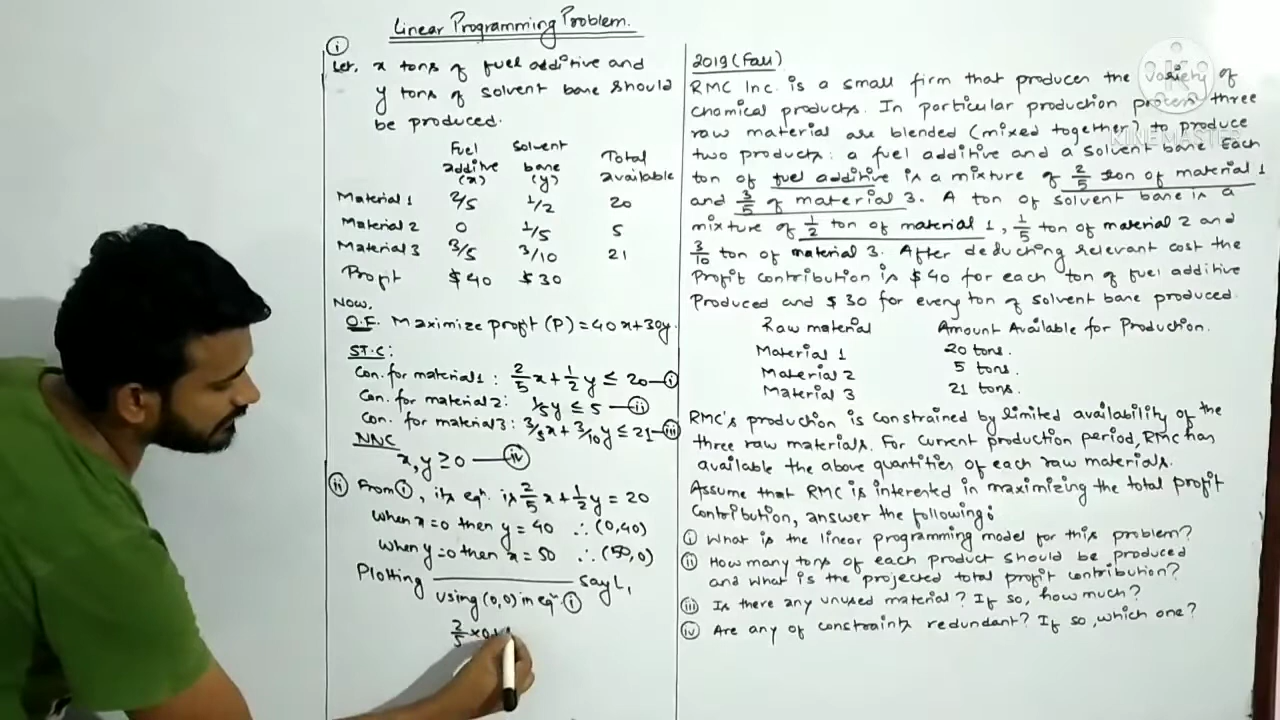 Linear Programming Problem.
(i)
Let, x tons of fuel additive and
y tons of solvent base should
be produced.
Fuel additive (x) Solvent base (y) Total available
Material 1 2/5 1/2 20
Material 2 0 1/5 5
Material 3 3/5 3/10 21
Profit $40 $30
Now,
O.F. Maximize profit (P) = 40x+30y.
S.T.C:
Con. for material 1 : 2/5 x + 1/2 y ≤ 20 — (i)
Con. for material 2: 1/5 y ≤ 5 — (ii)
Con. for material 3: 3/5 x + 3/10 y ≤ 21 — (iii)
NNC
x, y ≥ 0 — (iv)
(ii) From (i), its eqn. is 2/5 x + 1/2 y = 20
When x=0 then y = 40 ∴ (0,40)
When y=0 then x = 50 ∴ (50,0)
Plotting ——— say L1
using (0,0) in eqn. (i)
2/5 ×0+
2019 (Fall)
RMC Inc. is a small firm that produces the variety of
chemical products. In particular production process three
raw material are blended (mixed together) to produce
two products: a fuel additive and a solvent base. Each
ton of fuel additive is a mixture of 2/5 ton of material 1
and 3/5 of material 3. A ton of solvent base is a
mixture of 1/2 ton of material 1, 1/5 ton of material 2 and
3/10 ton of material 3. After deducting relevant cost the
Profit contribution is $40 for each ton of fuel additive
Produced and $30 for every ton of solvent base produced.
Raw material Amount Available for Production.
Material 1 20 tons.
Material 2 5 tons.
Material 3 21 tons.
RMC's production is constrained by limited availability of the
three raw materials. For current production period, RMC has
available the above quantities of each raw materials.
Assume that RMC is interested in maximizing the total profit
contribution, answer the following:
(i) What is the linear programming model for this problem?
(ii) How many tons of each product should be produced
and what is the projected total profit contribution?
(iii) Is there any unused material? If so, how much?
(iv) Are any of constraints redundant? If so, which one?
K
KINEMASTER